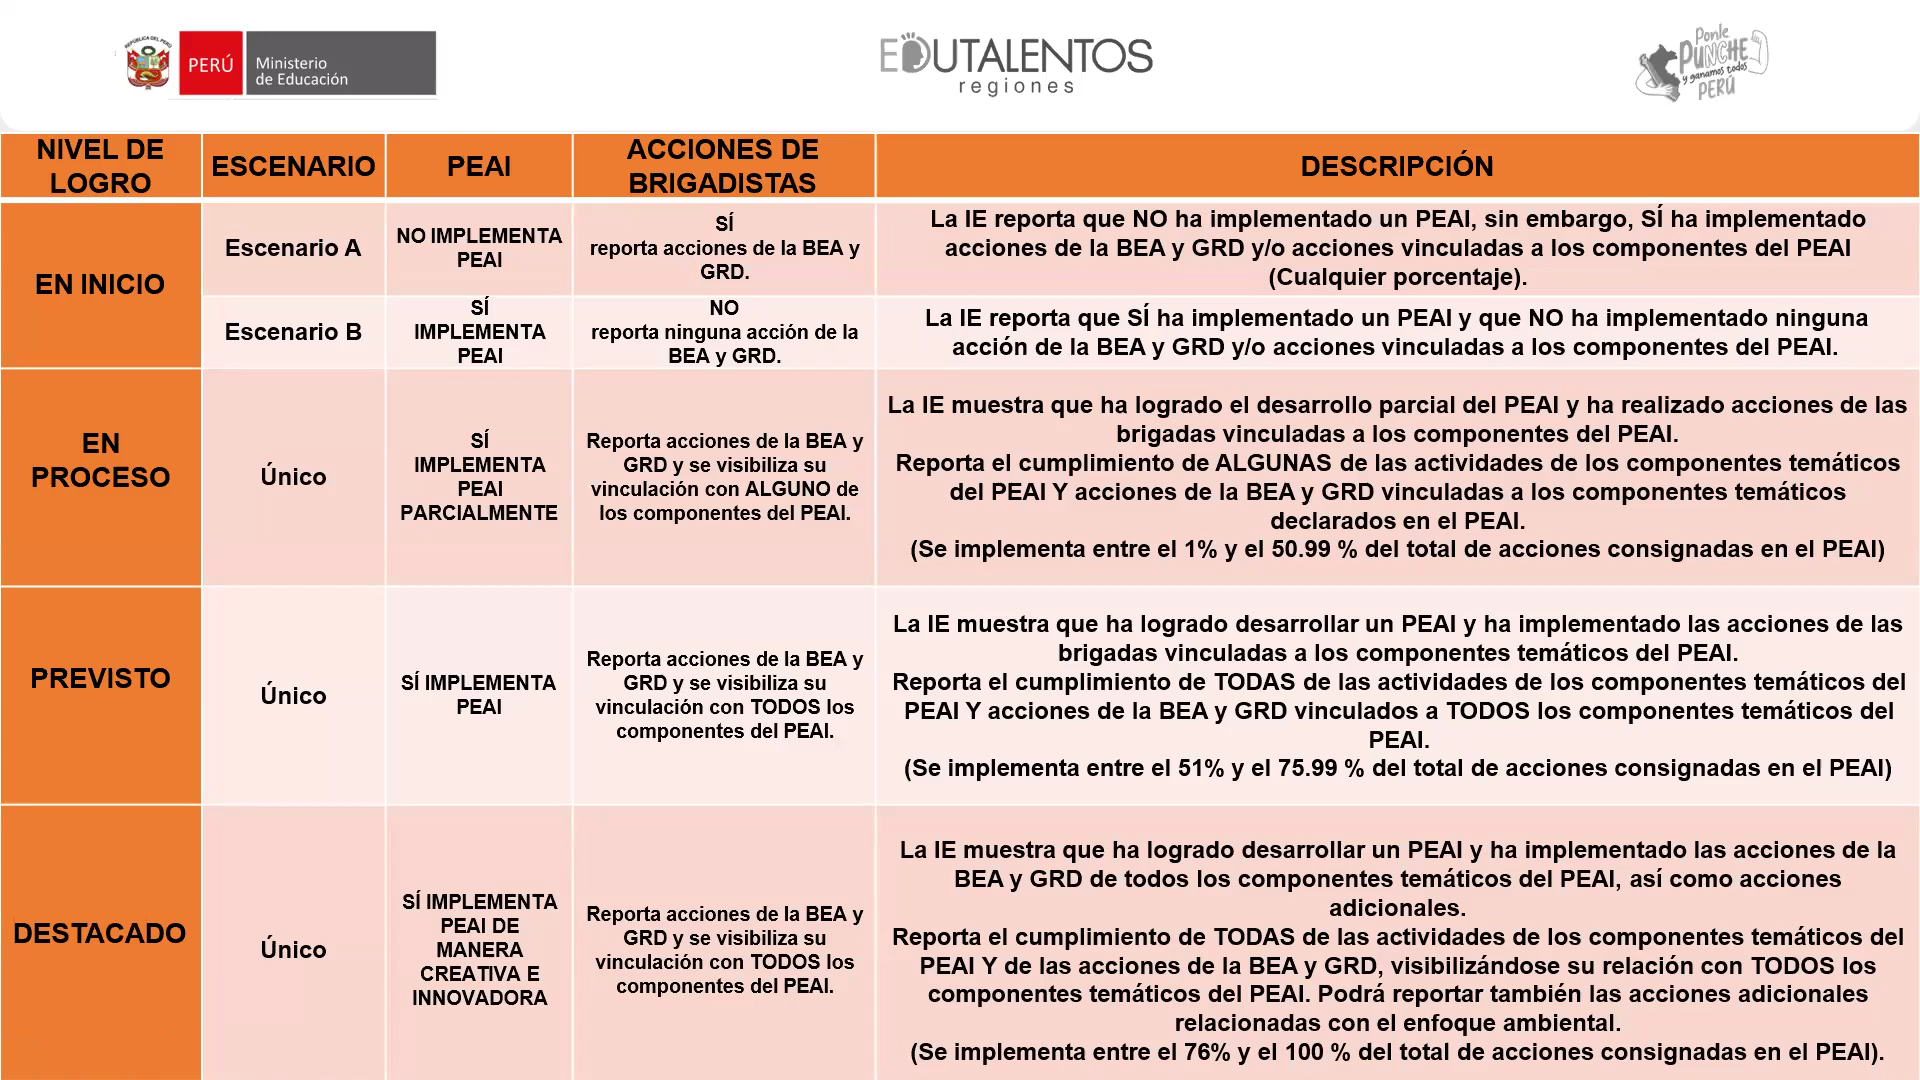 REPÚBLICA DEL PERÚ
PERÚ
Ministerio
de Educación
EDUTALENTOS
regiones
Ponle
PUNCHE
y ganamos todos
PERÚ
NIVEL DE
LOGRO
ESCENARIO
PEAI
ACCIONES DE
BRIGADISTAS
DESCRIPCIÓN
EN INICIO
Escenario A
NO IMPLEMENTA
PEAI
SÍ
reporta acciones de la BEA y
GRD.
La IE reporta que NO ha implementado un PEAI, sin embargo, SÍ ha implementado
acciones de la BEA y GRD y/o acciones vinculadas a los componentes del PEAI
(Cualquier porcentaje).
Escenario B
SÍ
IMPLEMENTA
PEAI
NO
reporta ninguna acción de la
BEA y GRD.
La IE reporta que SÍ ha implementado un PEAI y que NO ha implementado ninguna
acción de la BEA y GRD y/o acciones vinculadas a los componentes del PEAI.
EN
PROCESO
Único
SÍ
IMPLEMENTA
PEAI
PARCIALMENTE
Reporta acciones de la BEA y
GRD y se visibiliza su
vinculación con ALGUNO de
los componentes del PEAI.
La IE muestra que ha logrado el desarrollo parcial del PEAI y ha realizado acciones de las
brigadas vinculadas a los componentes del PEAI.
Reporta el cumplimiento de ALGUNAS de las actividades de los componentes temáticos
del PEAI Y acciones de la BEA y GRD vinculadas a los componentes temáticos
declarados en el PEAI.
(Se implementa entre el 1% y el 50.99 % del total de acciones consignadas en el PEAI)
PREVISTO
Único
SÍ IMPLEMENTA
PEAI
Reporta acciones de la BEA y
GRD y se visibiliza su
vinculación con TODOS los
componentes del PEAI.
La IE muestra que ha logrado desarrollar un PEAI y ha implementado las acciones de las
brigadas vinculadas a los componentes temáticos del PEAI.
Reporta el cumplimiento de TODAS de las actividades de los componentes temáticos del
PEAI Y acciones de la BEA y GRD vinculados a TODOS los componentes temáticos del
PEAI.
(Se implementa entre el 51% y el 75.99 % del total de acciones consignadas en el PEAI)
DESTACADO
Único
SÍ IMPLEMENTA
PEAI DE
MANERA
CREATIVA E
INNOVADORA
Reporta acciones de la BEA y
GRD y se visibiliza su
vinculación con TODOS los
componentes del PEAI.
La IE muestra que ha logrado desarrollar un PEAI y ha implementado las acciones de la
BEA y GRD de todos los componentes temáticos del PEAI, así como acciones
adicionales.
Reporta el cumplimiento de TODAS de las actividades de los componentes temáticos del
PEAI Y de las acciones de la BEA y GRD, visibilizándose su relación con TODOS los
componentes temáticos del PEAI. Podrá reportar también las acciones adicionales
relacionadas con el enfoque ambiental.
(Se implementa entre el 76% y el 100 % del total de acciones consignadas en el PEAI).